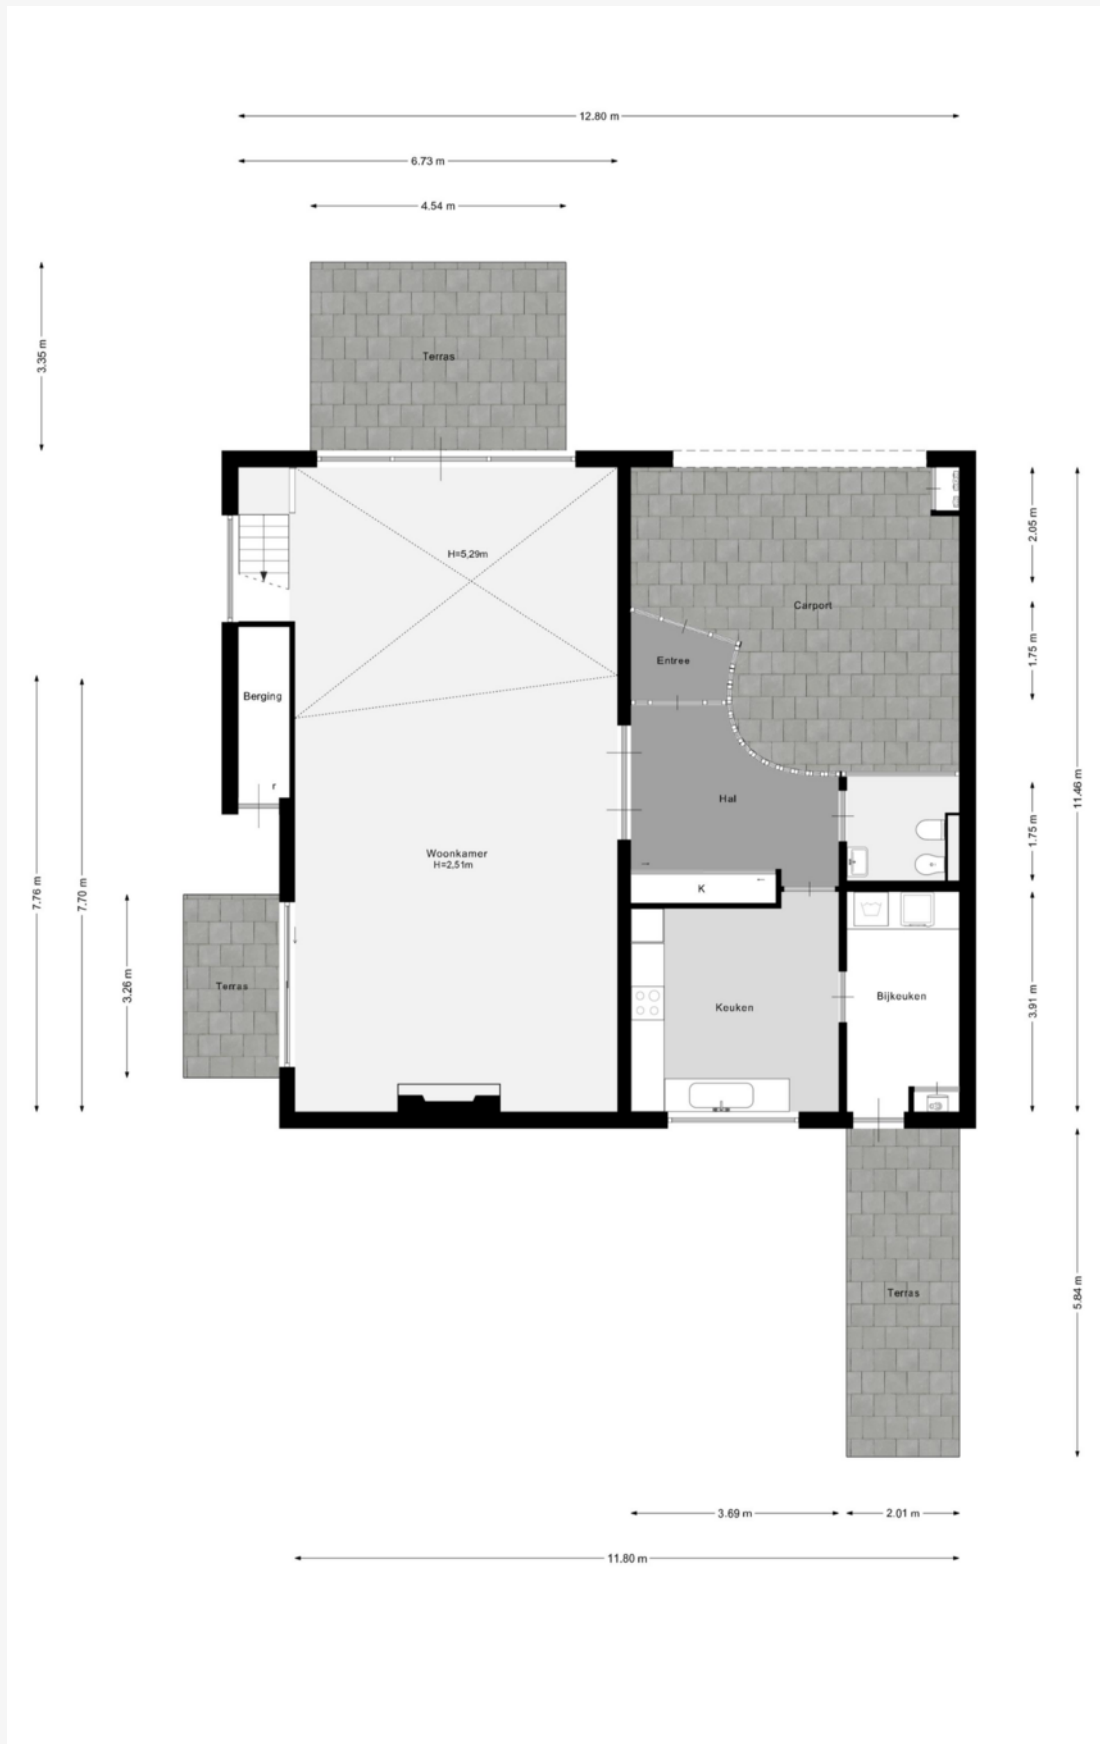 12.80 m
6.73 m
4.54 m
3.35 m
Terras
H=5,29m
2.05 m
Carport
1.75 m
Entree
Berging
r
Hal
11.46 m
1.75 m
Woonkamer
H=2,51m
K
7.76 m
7.70 m
3.26 m
Terras
Keuken
Bijkeuken
3.91 m
Terras
5.84 m
3.69 m
2.01 m
11.80 m